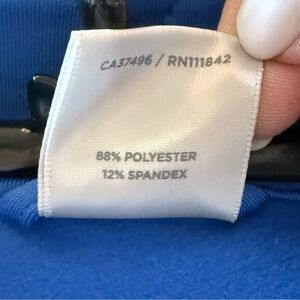 CA37496 / RN111842
88% POLYESTER
12% SPANDEX